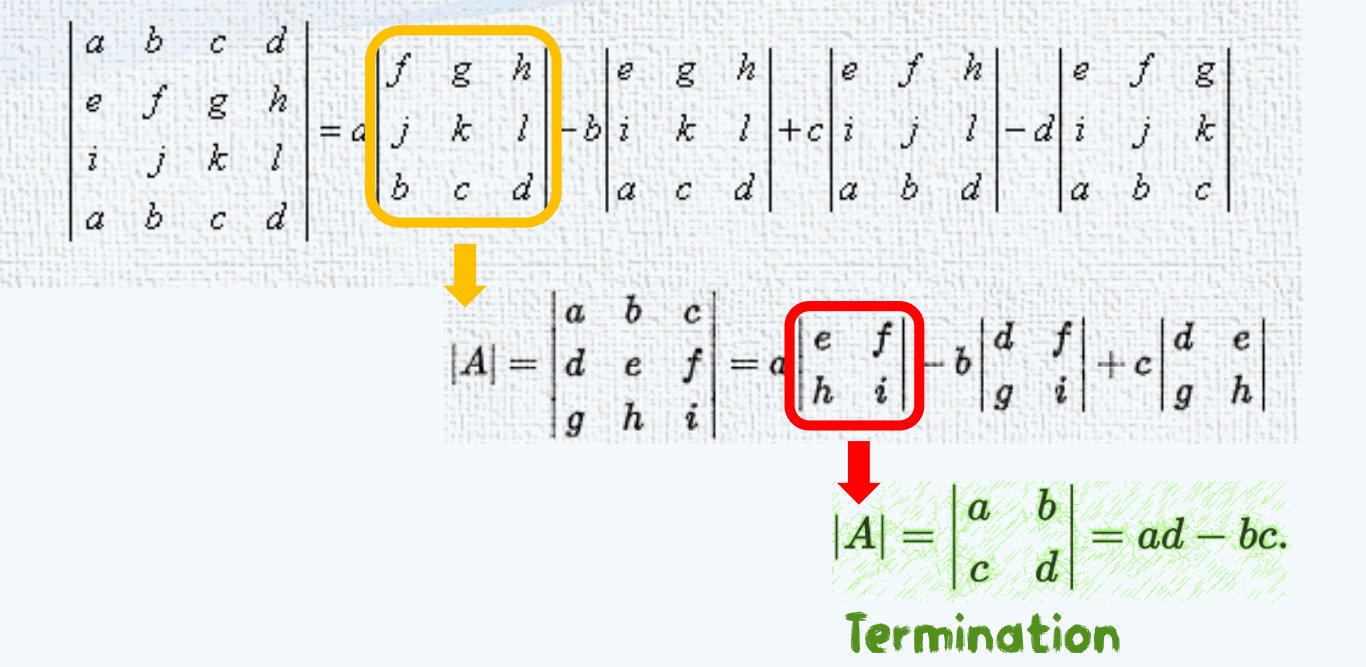 | a b c d |
| e f g h |
| i j k l |
| a b c d | = a | f g h | − b | e g h | + c | e f h | − d | e f g |
| j k l | | i k l | | i j l | | i j k |
| b c d | | a c d | | a b d | | a b c |
|A| = | a b c | = a | e f | − b | d f | + c | d e |
| d e f | | h i | | g i | | g h |
| g h i |
|A| = | a b | = ad − bc.
| c d |
Termination